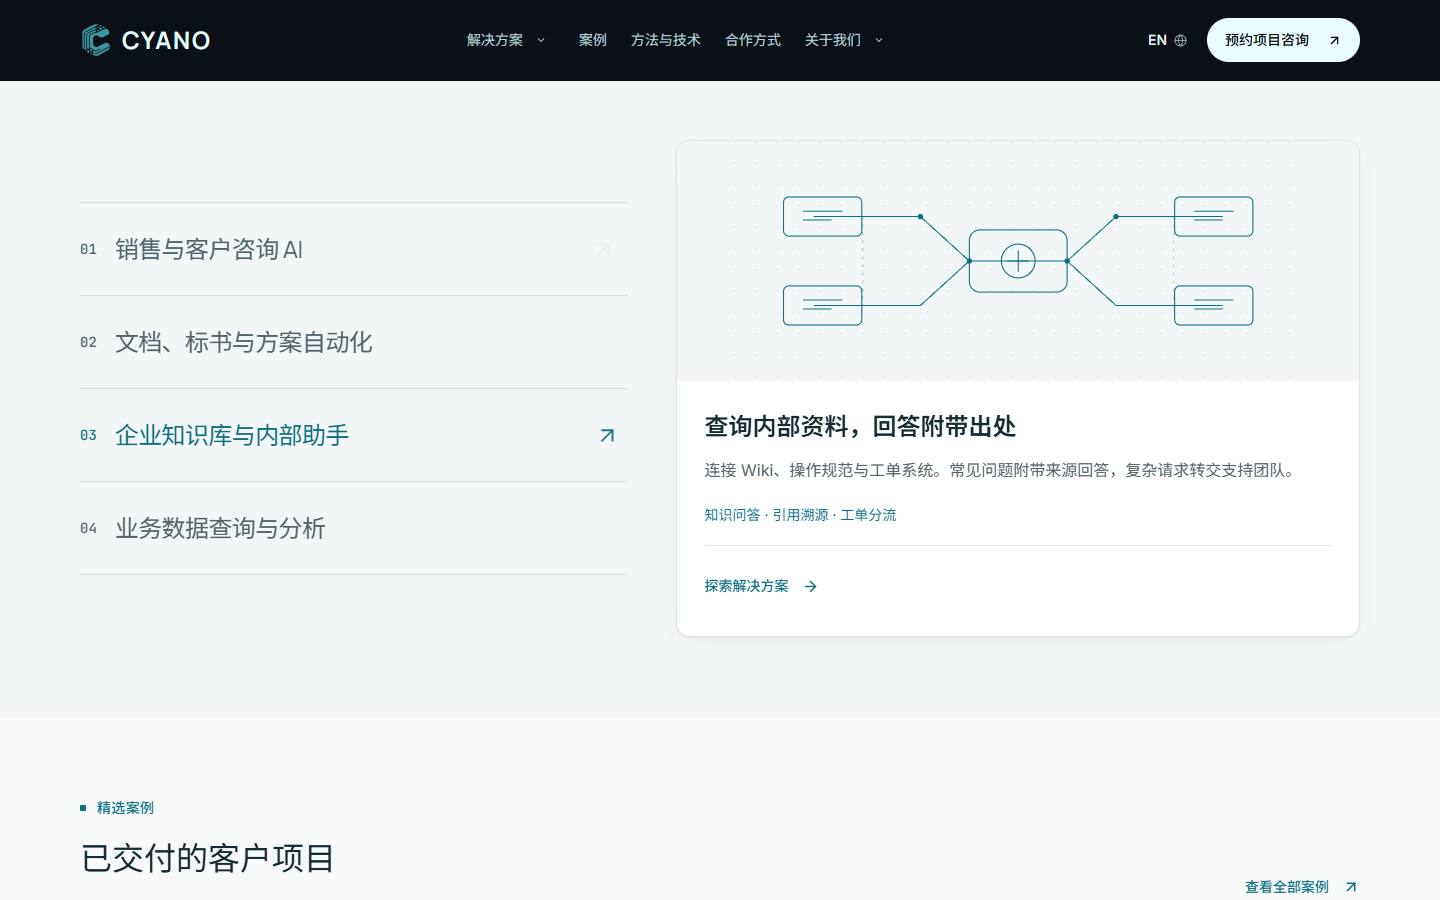 CYANO
解决方案
案例
方法与技术
合作方式
关于我们
EN
预约项目咨询
01 销售与客户咨询 AI
02 文档、标书与方案自动化
03 企业知识库与内部助手
04 业务数据查询与分析
查询内部资料，回答附带出处
连接 Wiki、操作规范与工单系统。常见问题附带来源回答，复杂请求转交支持团队。
知识问答 · 引用溯源 · 工单分流
探索解决方案
精选案例
已交付的客户项目
查看全部案例